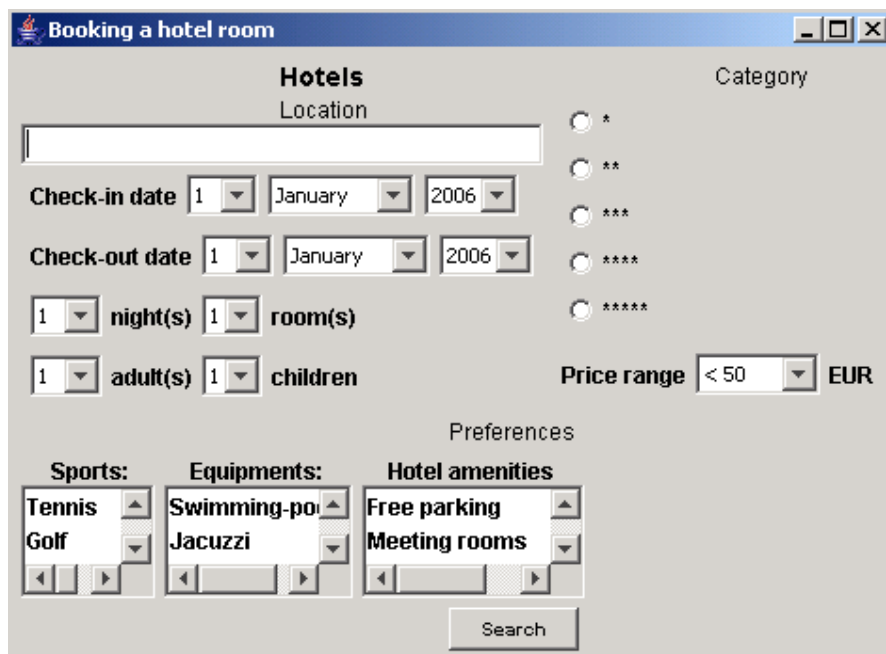 Booking a hotel room
Hotels
Category
Location
*
**
Check-in date 1 January 2006
***
Check-out date 1 January 2006
****
1 night(s) 1 room(s)
*****
1 adult(s) 1 children
Price range < 50 EUR
Preferences
Sports: Equipments: Hotel amenities
Tennis Swimming-po Free parking
Golf Jacuzzi Meeting rooms
Search